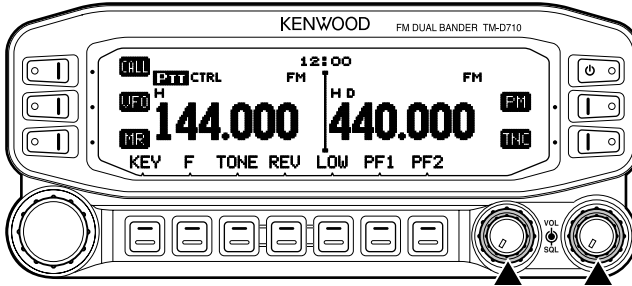 KENWOOD FM DUAL BANDER TM-D710
12:00
CALL PTT CTRL FM FM
VFO H 144.000 H D 440.000 PM
MR TNC
KEY F TONE REV LOW PF1 PF2
VOL
SQL